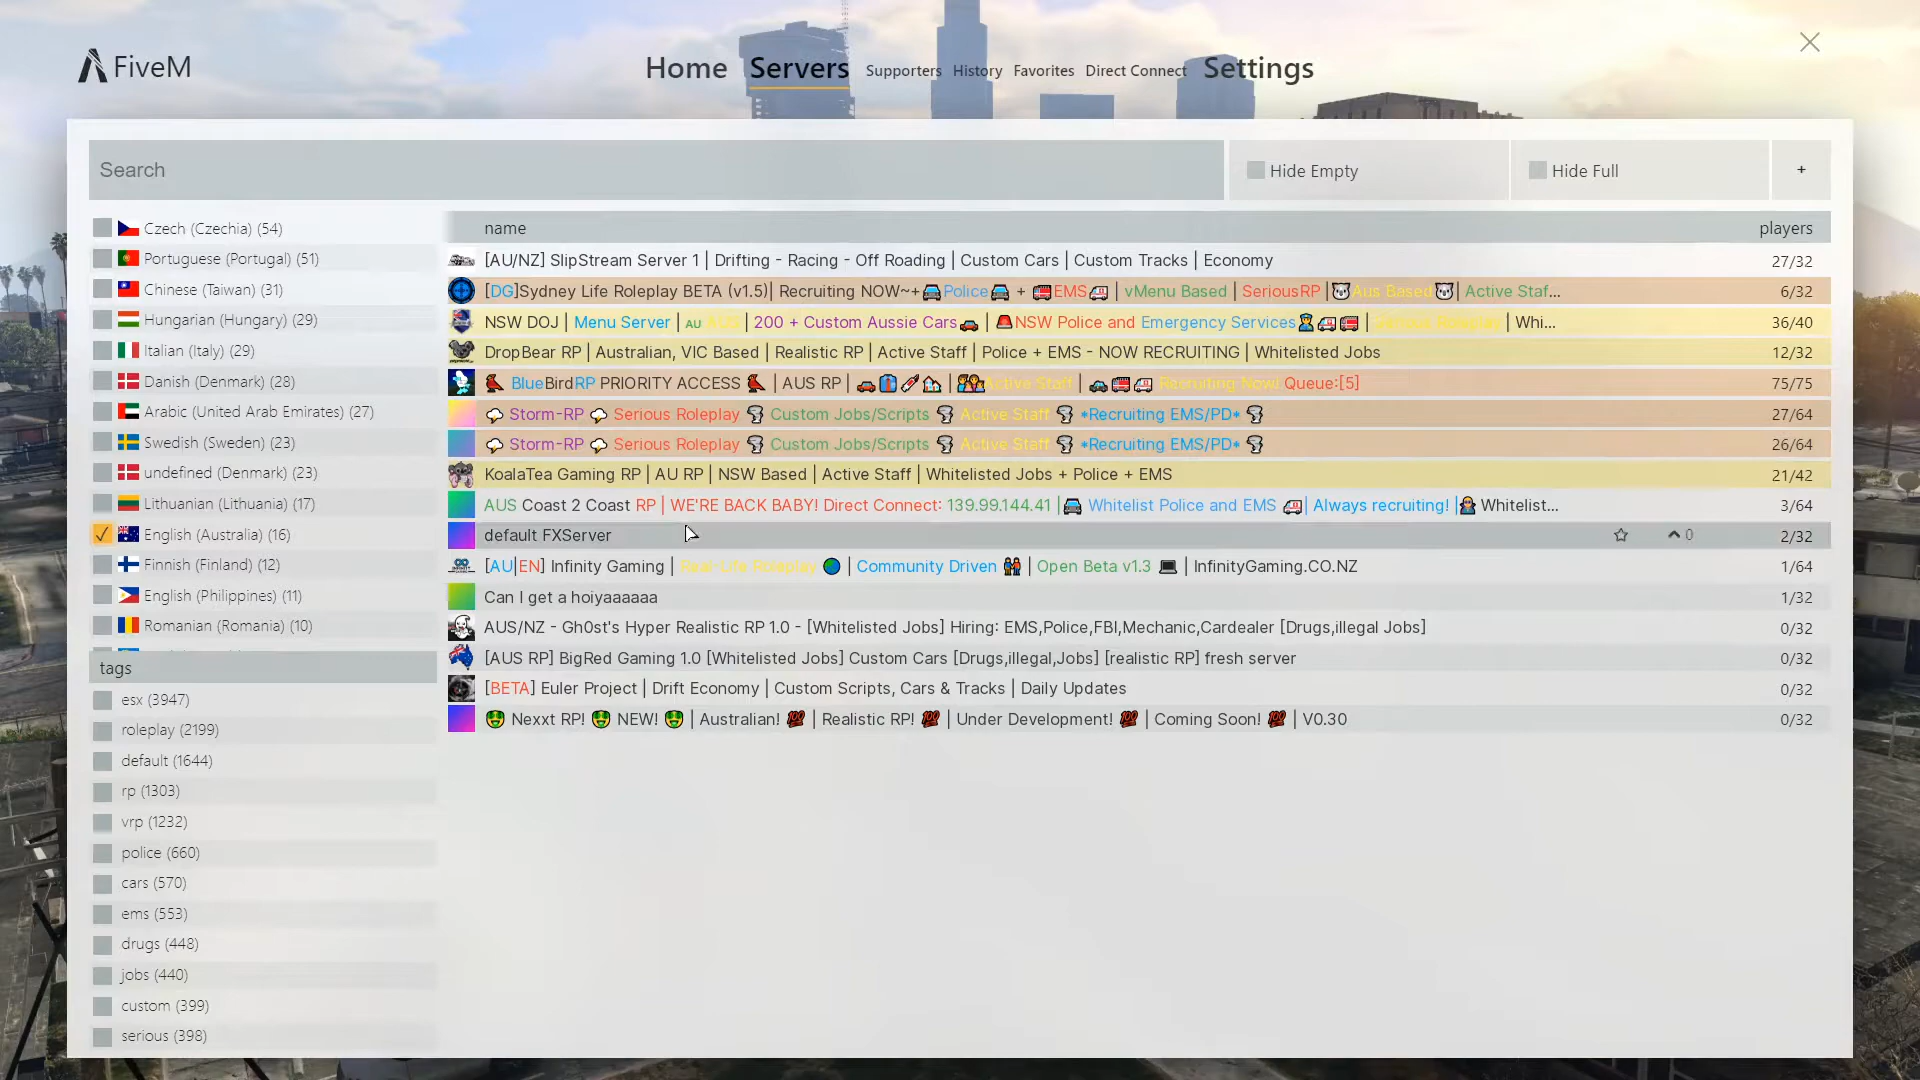 FiveM
Home Servers Supporters History Favorites Direct Connect Settings
Search
Hide Empty
Hide Full
+
Czech (Czechia) (54)
Portuguese (Portugal) (51)
Chinese (Taiwan) (31)
Hungarian (Hungary) (29)
Italian (Italy) (29)
Danish (Denmark) (28)
Arabic (United Arab Emirates) (27)
Swedish (Sweden) (23)
undefined (Denmark) (23)
Lithuanian (Lithuania) (17)
English (Australia) (16)
Finnish (Finland) (12)
English (Philippines) (11)
Romanian (Romania) (10)
tags
esx (3947)
roleplay (2199)
default (1644)
rp (1303)
vrp (1232)
police (660)
cars (570)
ems (553)
drugs (448)
jobs (440)
custom (399)
serious (398)
name players
[AU/NZ] SlipStream Server 1 | Drifting - Racing - Off Roading | Custom Cars | Custom Tracks | Economy 27/32
[DG]Sydney Life Roleplay BETA (v1.5)| Recruiting NOW~+🚘Police🚘 + 🚒EMS🚑 | vMenu Based | SeriousRP |🐨Aus Based🐨| Active Staf... 6/32
NSW DOJ | Menu Server | AU | 200 + Custom Aussie Cars🚗 | 🚨NSW Police and Emergency Services👮🚑🚒 | Serious Roleplay | Whi... 36/40
DropBear RP | Australian, VIC Based | Realistic RP | Active Staff | Police + EMS - NOW RECRUITING | Whitelisted Jobs 12/32
BlueBirdRP PRIORITY ACCESS | AUS RP | Active Staff | Recruiting Now! Queue:[5] 75/75
🌩 Storm-RP 🌩 Serious Roleplay 🌪 Custom Jobs/Scripts 🌪 Active Staff 🌪 *Recruiting EMS/PD* 🌪 27/64
🌩 Storm-RP 🌩 Serious Roleplay 🌪 Custom Jobs/Scripts 🌪 Active Staff 🌪 *Recruiting EMS/PD* 🌪 26/64
KoalaTea Gaming RP | AU RP | NSW Based | Active Staff | Whitelisted Jobs + Police + EMS 21/42
AUS Coast 2 Coast RP | WE'RE BACK BABY! Direct Connect: 139.99.144.41 |🚘 Whitelist Police and EMS 🚑| Always recruiting! | Whitelist... 3/64
default FXServer 0 2/32
[AU|EN] Infinity Gaming | Real-Life Roleplay 🌏 | Community Driven 👬 | Open Beta v1.3 💻 | InfinityGaming.CO.NZ 1/64
Can I get a hoiyaaaaaa 1/32
AUS/NZ - Gh0st's Hyper Realistic RP 1.0 - [Whitelisted Jobs] Hiring: EMS,Police,FBI,Mechanic,Cardealer [Drugs,illegal Jobs] 0/32
[AUS RP] BigRed Gaming 1.0 [Whitelisted Jobs] Custom Cars [Drugs,illegal,Jobs] [realistic RP] fresh server 0/32
[BETA] Euler Project | Drift Economy | Custom Scripts, Cars & Tracks | Daily Updates 0/32
🤑 Nexxt RP! 🤑 NEW! 🤑 | Australian! 💯 | Realistic RP! 💯 | Under Development! 💯 | Coming Soon! 💯 | V0.30 0/32